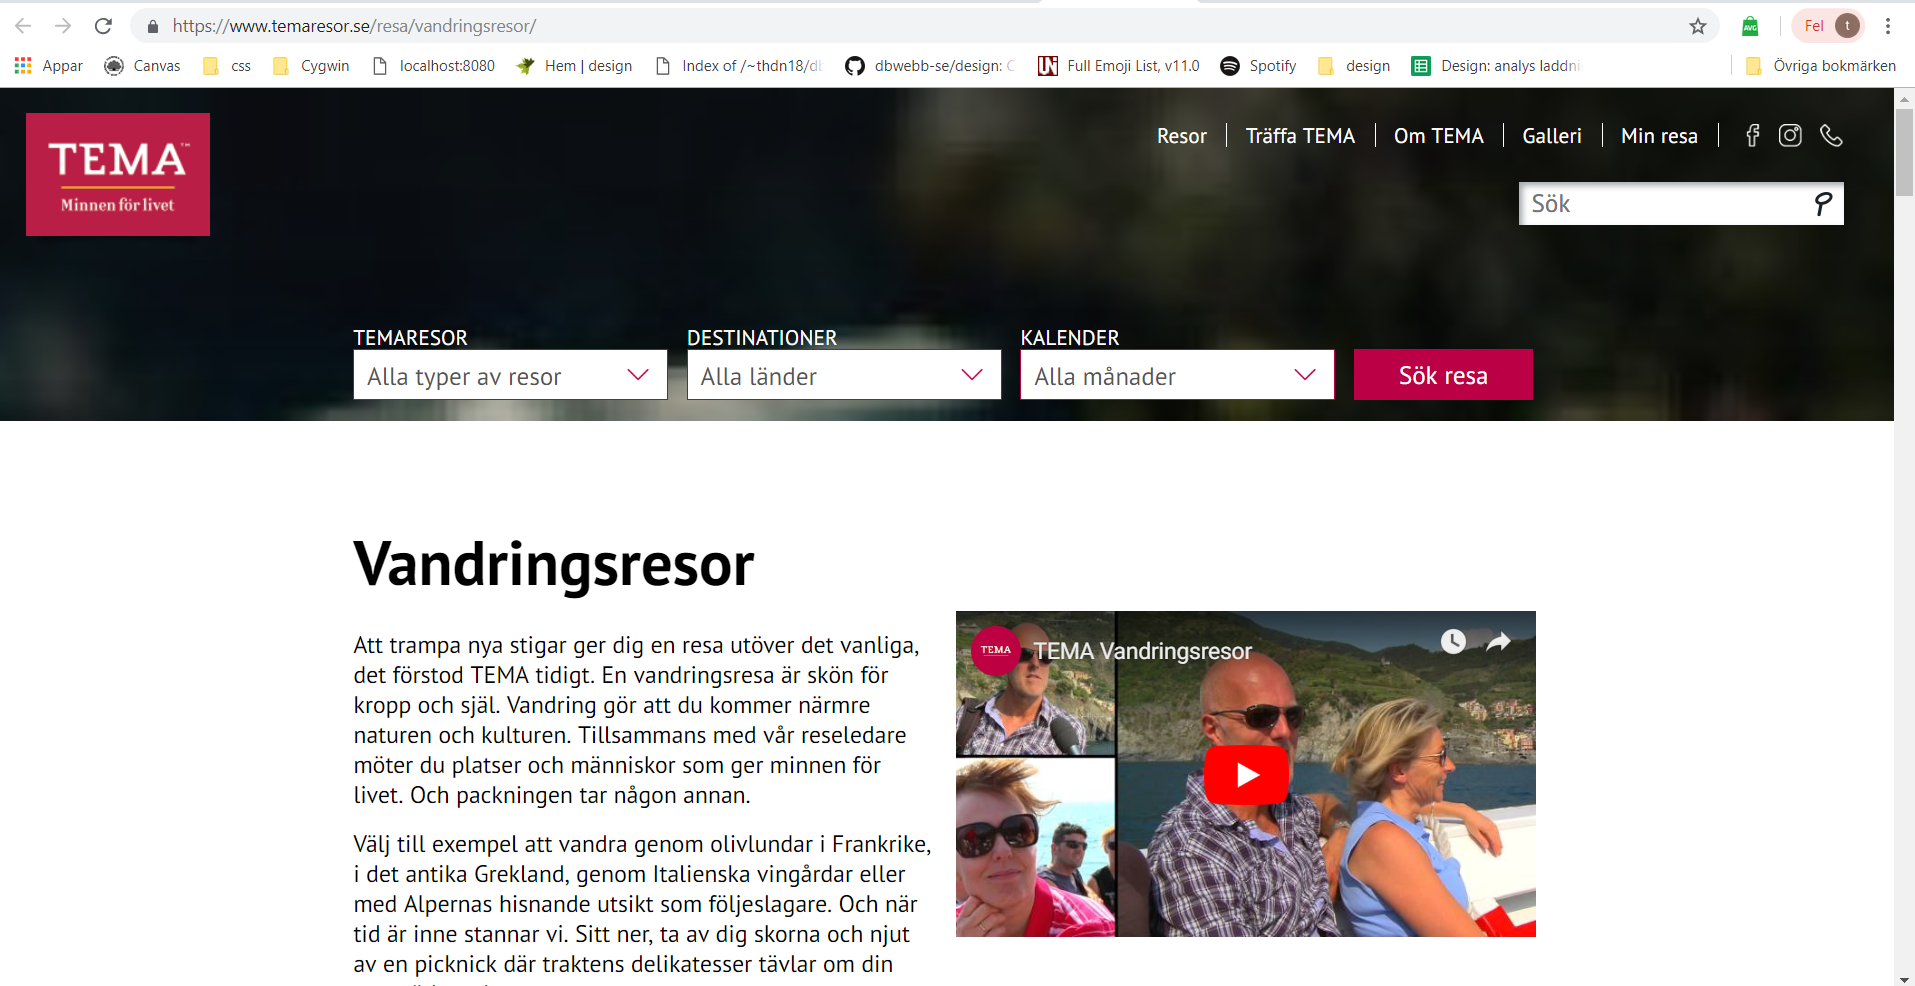 https://www.temaresor.se/resa/vandringsresor/
Fel t
Appar Canvas css Cygwin localhost:8080 Hem | design Index of /~thdn18/db dbwebb-se/design: C Full Emoji List, v11.0 Spotify design Design: analys laddni Övriga bokmärken
TEMA™
Minnen för livet
Resor Träffa TEMA Om TEMA Galleri Min resa
Sök
TEMARESOR DESTINATIONER KALENDER
Alla typer av resor Alla länder Alla månader Sök resa
Vandringsresor
Att trampa nya stigar ger dig en resa utöver det vanliga,
det förstod TEMA tidigt. En vandringsresa är skön för
kropp och själ. Vandring gör att du kommer närmre
naturen och kulturen. Tillsammans med vår reseledare
möter du platser och människor som ger minnen för
livet. Och packningen tar någon annan.
Välj till exempel att vandra genom olivlundar i Frankrike,
i det antika Grekland, genom Italienska vingårdar eller
med Alpernas hisnande utsikt som följeslagare. Och när
tid är inne stannar vi. Sitt ner, ta av dig skorna och njut
av en picknick där traktens delikatesser tävlar om din
TEMA TEMA Vandringsresor